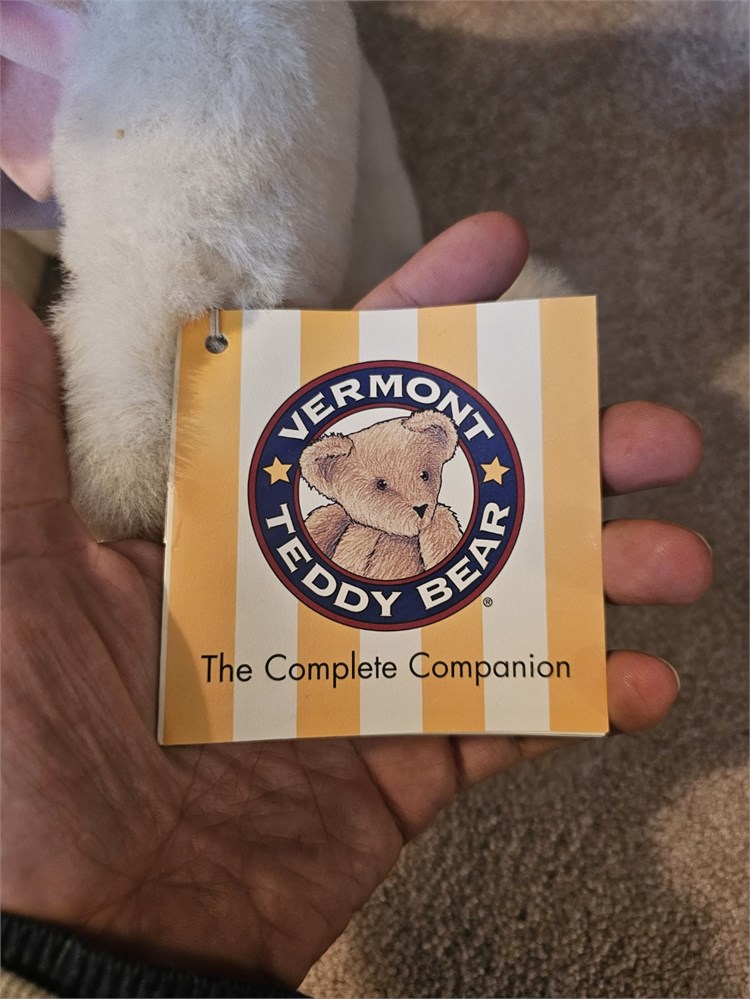 VERMONT
TEDDY BEAR
®
The Complete Companion